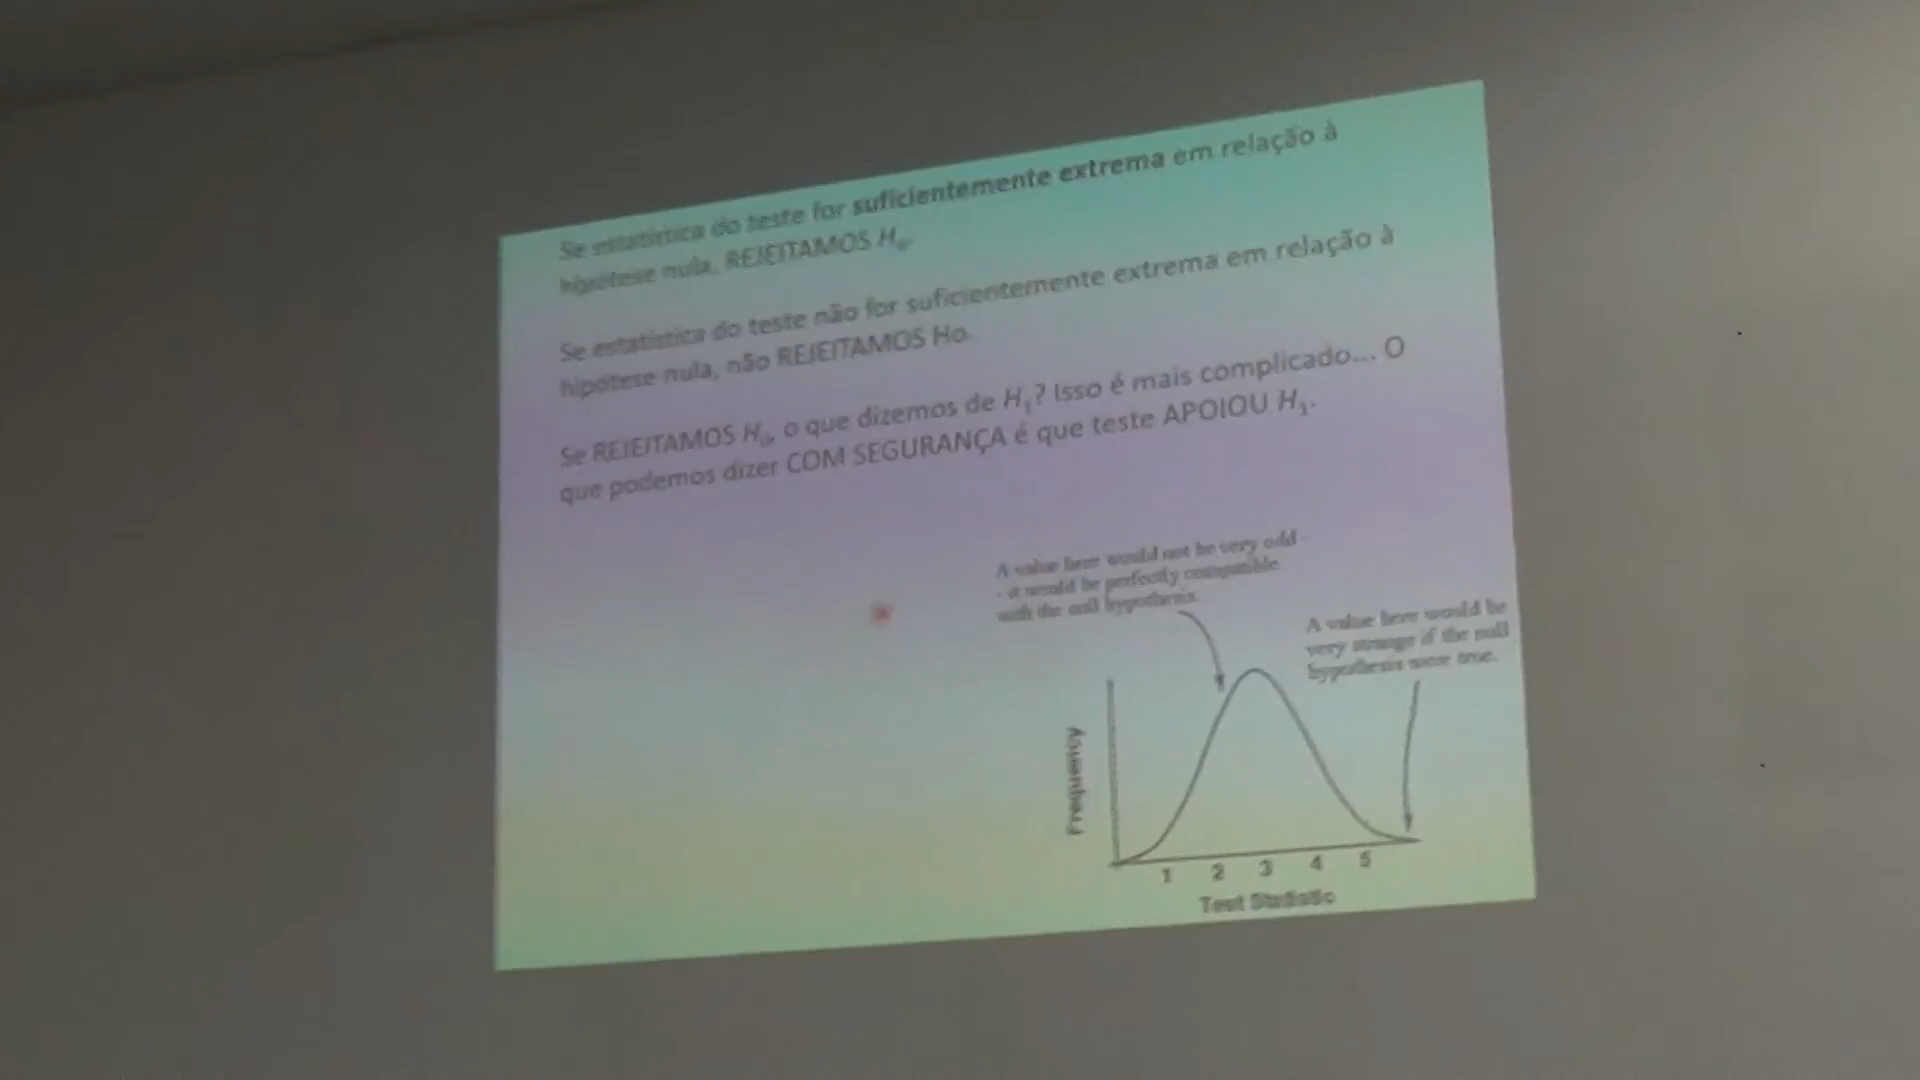 Se estatística do teste for suficientemente extrema em relação à
hipótese nula, REJEITAMOS H₀.
Se estatística do teste não for suficientemente extrema em relação à
hipótese nula, não REJEITAMOS Ho.
Se REJEITAMOS H₀, o que dizemos de H₁? Isso é mais complicado... O
que podemos dizer COM SEGURANÇA é que teste APOIOU H₁.
A value here would not be very odd -
- it would be perfectly compatible
with the null hypothesis.
A value here would be
very strange if the null
hypothesis were true.
Frequency
1 2 3 4 5
Test Statistic